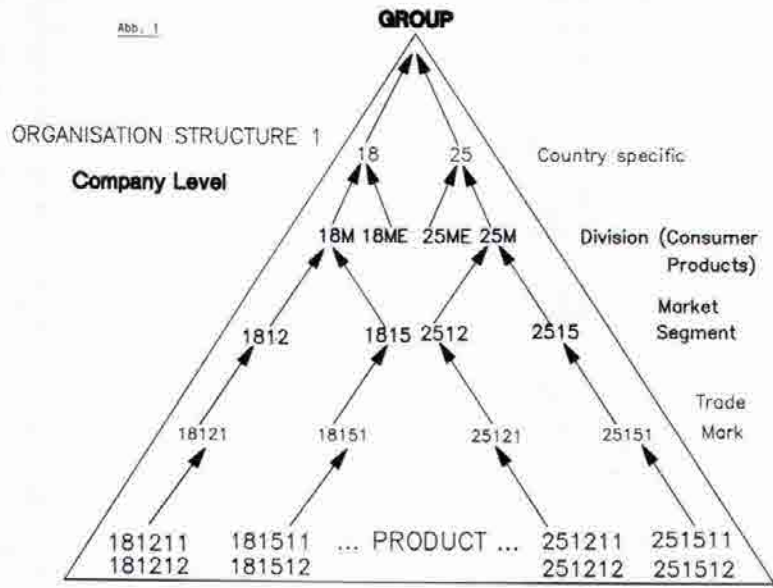 Abb. 1
GROUP
ORGANISATION STRUCTURE 1
Company Level
18 25
Country specific
18M 18ME 25ME 25M
Division (Consumer
Products)
1812 1815 2512 2515
Market
Segment
18121 18151 25121 25151
Trade
Mark
181211 181511 ... PRODUCT ... 251211 251511
181212 181512 251212 251512